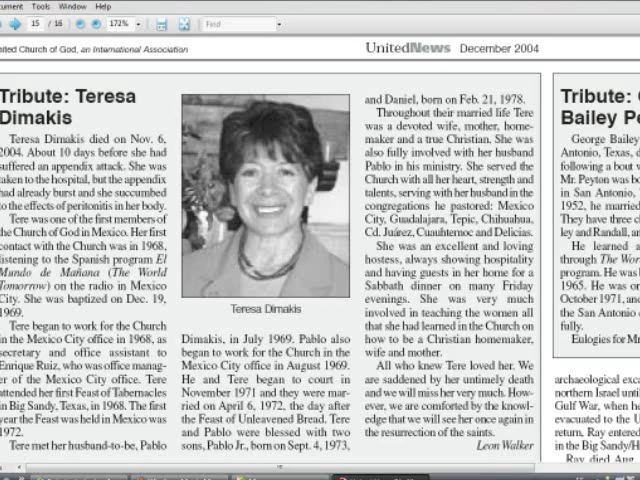 Tools Window Help
15 / 16 172% Find
United Church of God, an International Association UnitedNews December 2004
Tribute: Teresa
Dimakis
Teresa Dimakis died on Nov. 6,
2004. About 10 days before she had
suffered an appendix attack. She was
taken to the hospital, but the appendix
had already burst and she succumbed
to the effects of peritonitis in her body.
Tere was one of the first members of
the Church of God in Mexico. Her first
contact with the Church was in 1968,
listening to the Spanish program El
Mundo de Mañana (The World
Tomorrow) on the radio in Mexico
City. She was baptized on Dec. 19,
1969.
Tere began to work for the Church
in the Mexico City office in 1968, as
secretary and office assistant to
Enrique Ruiz, who was office manag-
er of the Mexico City office. Tere
attended her first Feast of Tabernacles
in Big Sandy, Texas, in 1968. The first
year the Feast was held in Mexico was
1972.
Tere met her husband-to-be, Pablo
Teresa Dimakis
Dimakis, in July 1969. Pablo also
began to work for the Church in the
Mexico City office in August 1969.
He and Tere began to court in
November 1971 and they were mar-
ried on April 6, 1972, the day after
the Feast of Unleavened Bread. Tere
and Pablo were blessed with two
sons, Pablo Jr., born on Sept. 4, 1973,
and Daniel, born on Feb. 21, 1978.
Throughout their married life Tere
was a devoted wife, mother, home-
maker and a true Christian. She was
also fully involved with her husband
Pablo in his ministry. She served the
Church with all her heart, strength and
talents, serving with her husband in the
congregations he pastored: Mexico
City, Guadalajara, Tepic, Chihuahua,
Cd. Juárez, Cuauhtemoc and Delicias.
She was an excellent and loving
hostess, always showing hospitality
and having guests in her home for a
Sabbath dinner on many Friday
evenings. She was very much
involved in teaching the women all
that she had learned in the Church on
how to be a Christian homemaker,
wife and mother.
All who knew Tere loved her. We
are saddened by her untimely death
and we will miss her very much. How-
ever, we are comforted by the knowl-
edge that we will see her once again in
the resurrection of the saints.
Leon Walker
Tribute:
Bailey
George Bailey
Antonio, Texas,
following a bout
Mr. Peyton was
in San Antonio,
1952, he married
They have three
ley and Randall, an
He learned
through The Wor
program. He was
1965. He was or
October 1971, and
the San Antonio
fully.
Eulogies for Mr
archaeological exca
northern Israel until
Gulf War, when he
evacuated to the U
return, Ray entered
in the Big Sandy/H
Ray died Aug